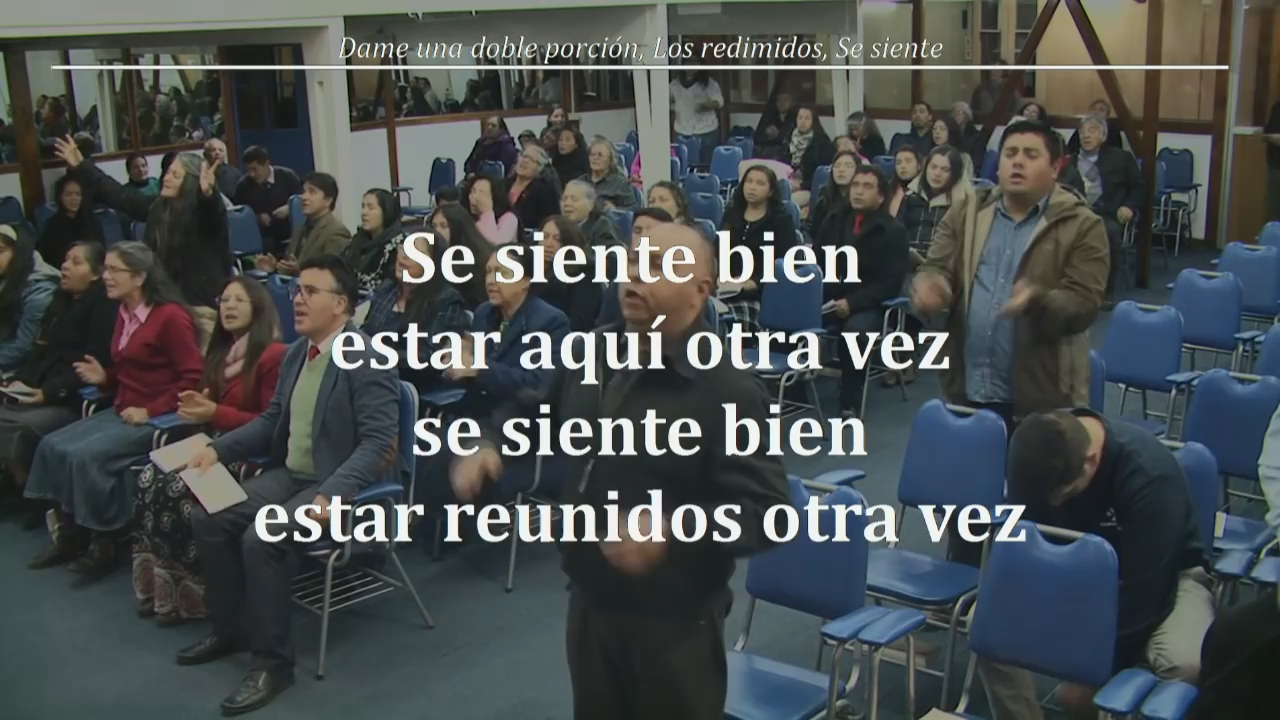 Dame una doble porción, Los redimidos, Se siente
Se siente bien
estar aquí otra vez
se siente bien
estar reunidos otra vez